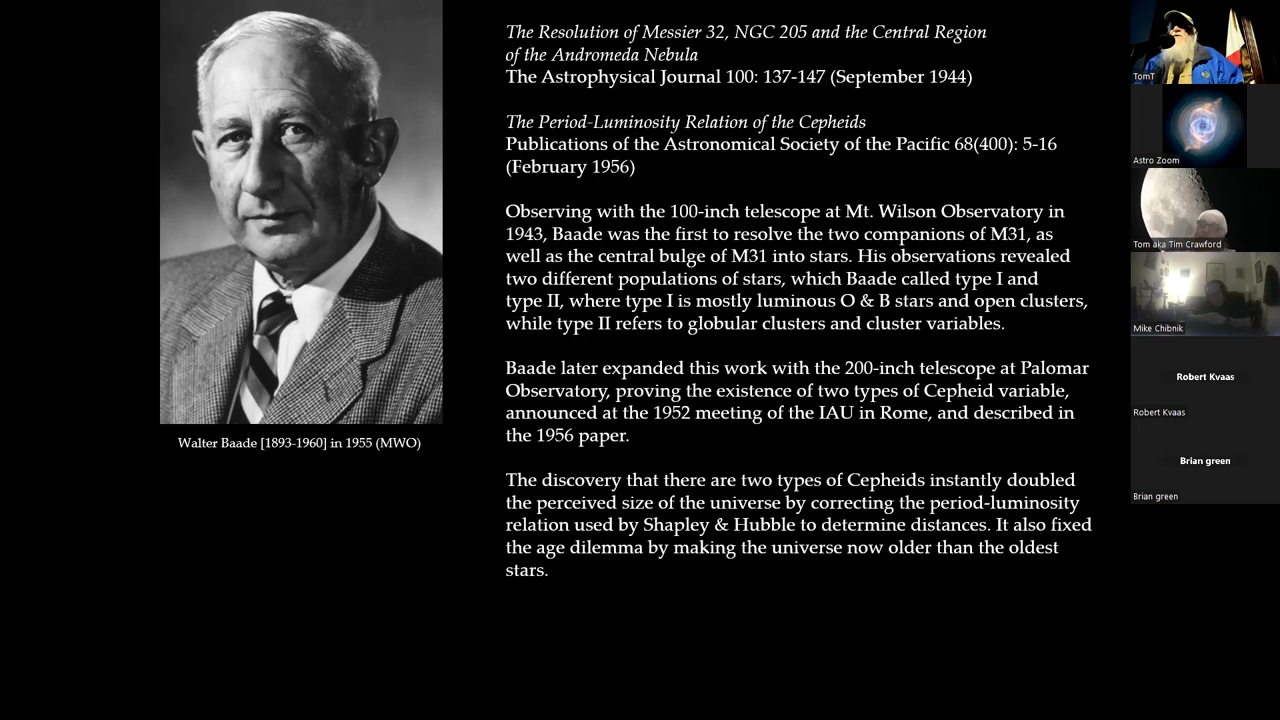 The Resolution of Messier 32, NGC 205 and the Central Region
of the Andromeda Nebula
The Astrophysical Journal 100: 137-147 (September 1944)
The Period-Luminosity Relation of the Cepheids
Publications of the Astronomical Society of the Pacific 68(400): 5-16
(February 1956)
Observing with the 100-inch telescope at Mt. Wilson Observatory in
1943, Baade was the first to resolve the two companions of M31, as
well as the central bulge of M31 into stars. His observations revealed
two different populations of stars, which Baade called type I and
type II, where type I is mostly luminous O & B stars and open clusters,
while type II refers to globular clusters and cluster variables.
Baade later expanded this work with the 200-inch telescope at Palomar
Observatory, proving the existence of two types of Cepheid variable,
announced at the 1952 meeting of the IAU in Rome, and described in
the 1956 paper.
The discovery that there are two types of Cepheids instantly doubled
the perceived size of the universe by correcting the period-luminosity
relation used by Shapley & Hubble to determine distances. It also fixed
the age dilemma by making the universe now older than the oldest
stars.
Walter Baade [1893-1960] in 1955 (MWO)
TomT
Astro Zoom
Tom aka Tim Crawford
Mike Chibnik
Robert Kvaas
Robert Kvaas
Brian green
Brian green